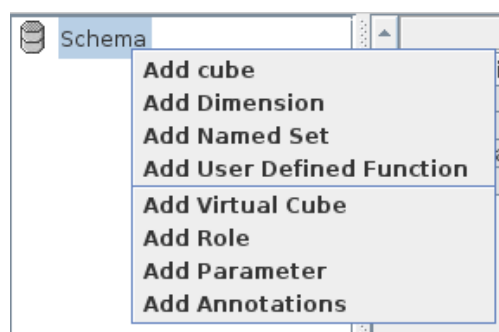 Schema
Add cube
Add Dimension
Add Named Set
Add User Defined Function
Add Virtual Cube
Add Role
Add Parameter
Add Annotations